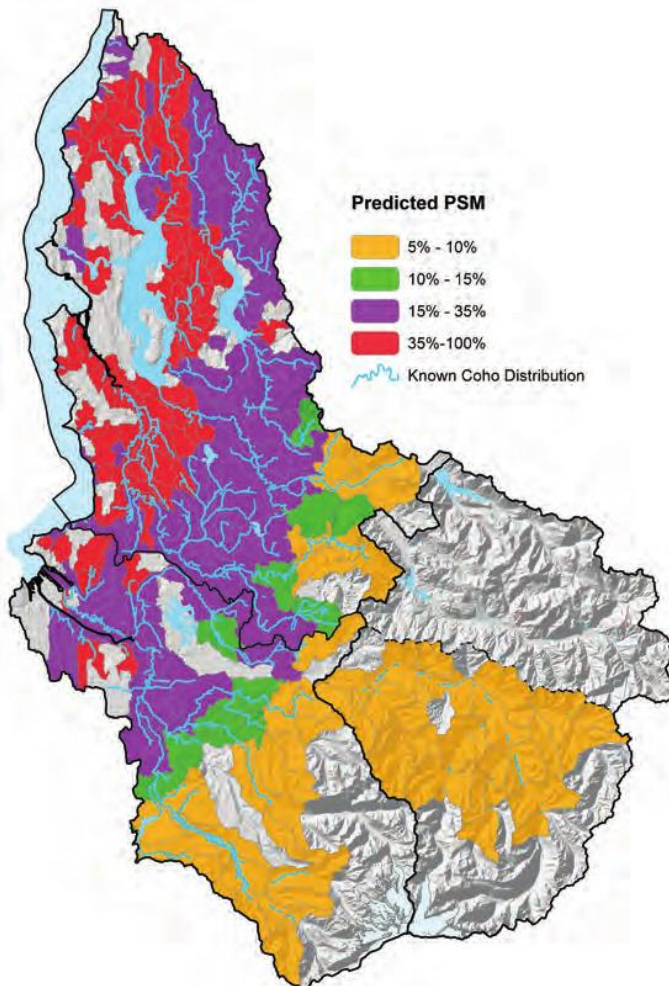 Predicted PSM
5% - 10%
10% - 15%
15% - 35%
35%-100%
Known Coho Distribution